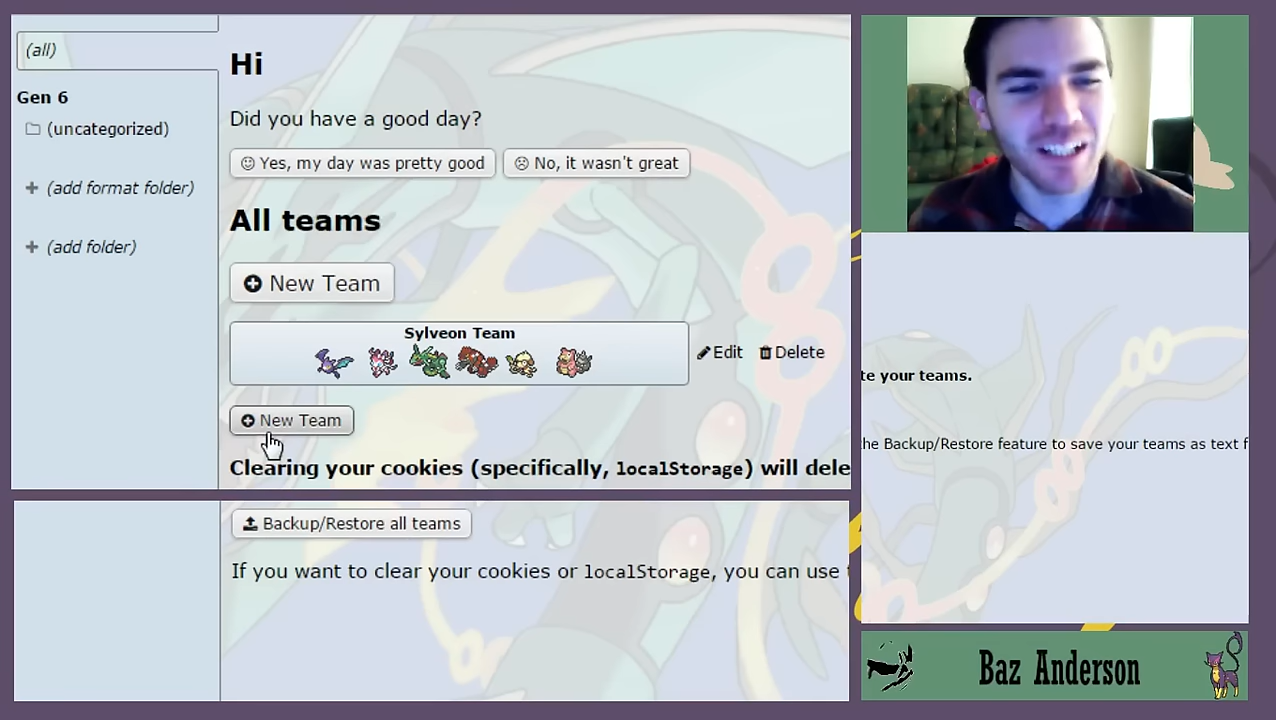 (all)
Gen 6
(uncategorized)
(add format folder)
(add folder)
Hi
Did you have a good day?
Yes, my day was pretty good
No, it wasn't great
All teams
New Team
Sylveon Team
Edit
Delete
New Team
Clearing your cookies (specifically, localStorage) will dele
Backup/Restore all teams
If you want to clear your cookies or localStorage, you can use
te your teams.
he Backup/Restore feature to save your teams as text f
Baz Anderson